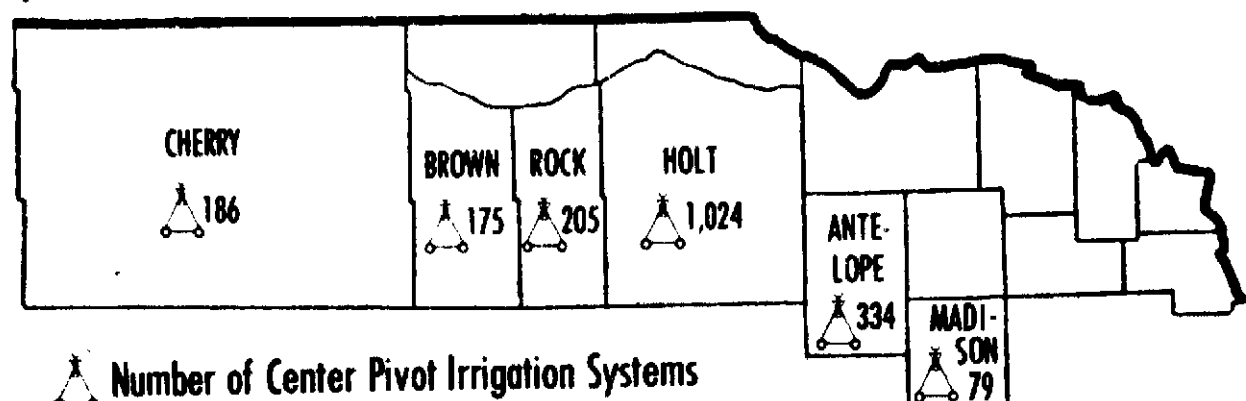 CHERRY
186
BROWN
175
ROCK
205
HOLT
1,024
ANTE-
LOPE
334
MADI-
SON
79
Number of Center Pivot Irrigation Systems